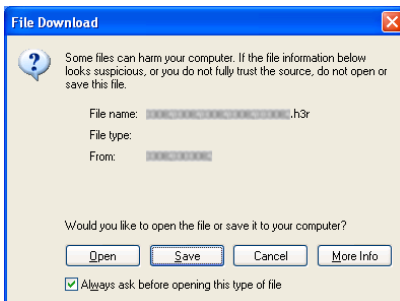 File Download
Some files can harm your computer. If the file information below
looks suspicious, or you do not fully trust the source, do not open or
save this file.
File name: .h3r
File type:
From:
Would you like to open the file or save it to your computer?
Open Save Cancel More Info
Always ask before opening this type of file